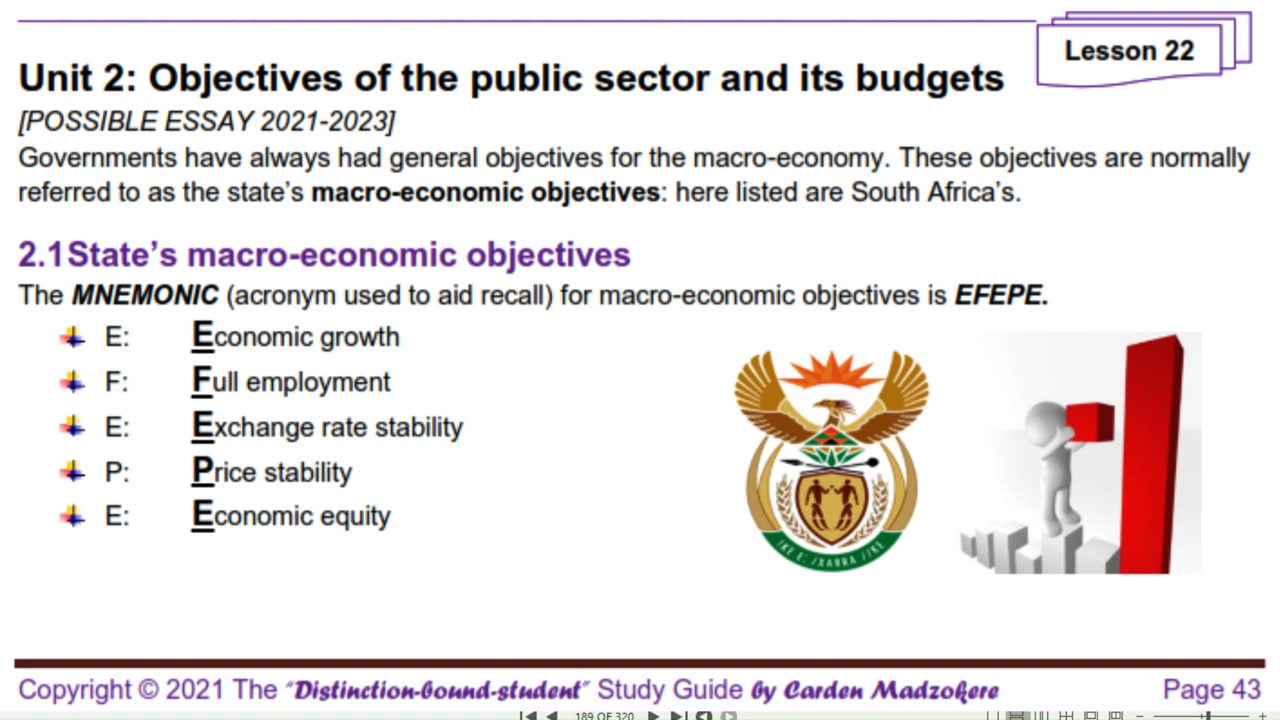 Lesson 22
Unit 2: Objectives of the public sector and its budgets
[POSSIBLE ESSAY 2021-2023]
Governments have always had general objectives for the macro-economy. These objectives are normally
referred to as the state's macro-economic objectives: here listed are South Africa's.
2.1State's macro-economic objectives
The MNEMONIC (acronym used to aid recall) for macro-economic objectives is EFEPE.
E: Economic growth
F: Full employment
E: Exchange rate stability
P: Price stability
E: Economic equity
!KE E: /XARRA //KE
Copyright © 2021 The “Distinction-bound-student” Study Guide by Carden Madzokere
Page 43
189 OF 320